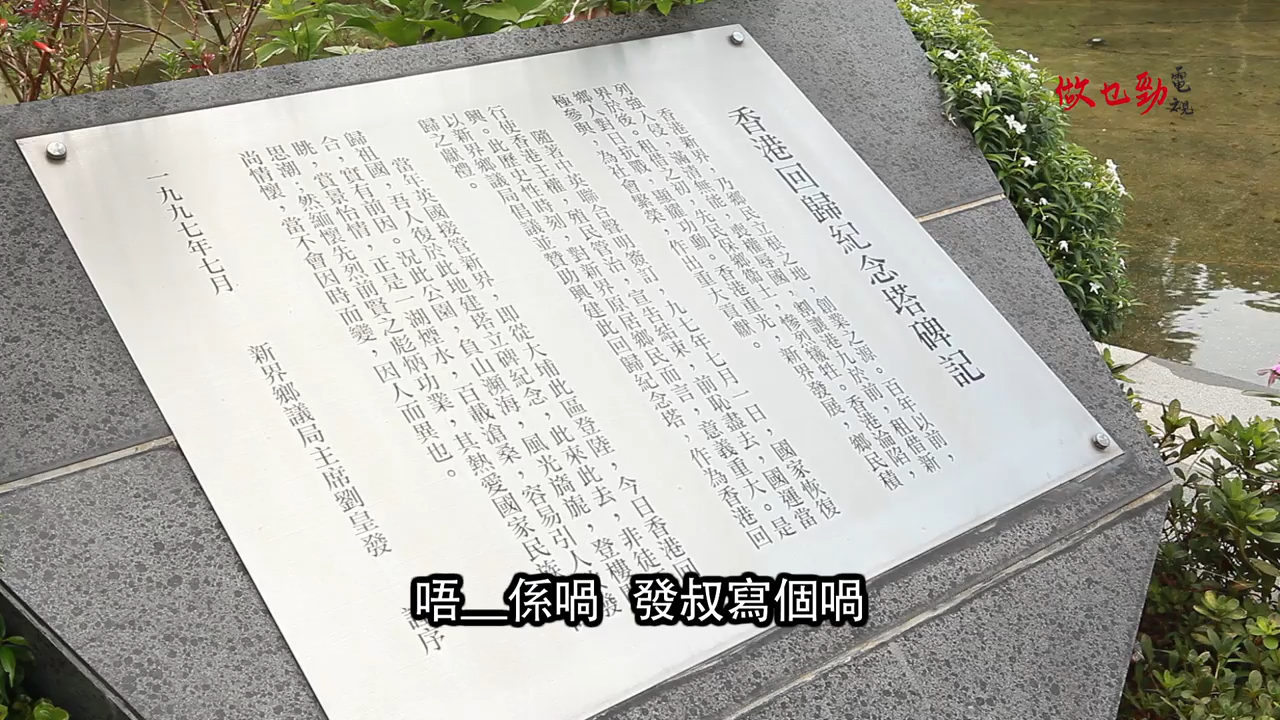 香港回歸紀念塔碑記
香港新界，乃鄉民立根之地，創業之源。百年以前，
列強入侵，滿清無能，喪權辱國，割讓港九於前，租借新
界於後。租借之初，先民保鄉衛土，慘列犧牲。香港淪陷，
鄉人對日抗戰，顯著功勳。香港重光，新界發展，鄉民積
極參與，為社會繁榮，作出重大貢獻。
隨著中英聯合聲明簽訂，一九九七年七月一日，國家恢復
行使香港主權，殖民管治，宣告結束，前恥盡去，國運當
興。此歷史性時刻，對新界原居鄉民而言，意義重大。是
以新界鄉議局倡議並贊助興建此回歸紀念塔，作為香港回
歸之獻禮。
當年英國接管新界，即從大埔此區登陸，今日香港回
歸祖國，吾人復於此地建塔立碑紀念，此來此去，非徒
合，實有前因。況此公園，負山瀕海，風光旖旎，登樓
眺，賞景怡情，正是一湖煙水，百載滄桑，容易引人發
思潮；然緬懷先烈前賢之彪炳功業，其熱愛國家民族
尚情懷，當不會因時而變，因人而異也。
新界鄉議局主席劉皇發 序
一九九七年七月
做乜勁
電視
唔__係喎 發叔寫個喎